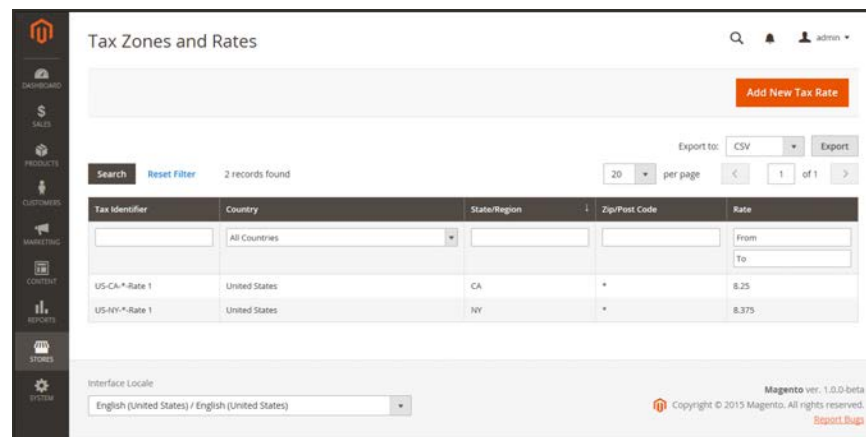 Tax Zones and Rates
admin
DASHBOARD
SALES
PRODUCTS
CUSTOMERS
MARKETING
CONTENT
REPORTS
STORES
SYSTEM
Add New Tax Rate
Export to: CSV Export
Search Reset Filter 2 records found 20 per page 1 of 1
Tax Identifier Country State/Region Zip/Post Code Rate
All Countries From
To
US-CA-*-Rate 1 United States CA * 8.25
US-NY-*-Rate 1 United States NY * 8.375
Interface Locale
English (United States) / English (United States)
Magento ver. 1.0.0-beta
Copyright © 2015 Magento. All rights reserved.
Report Bugs